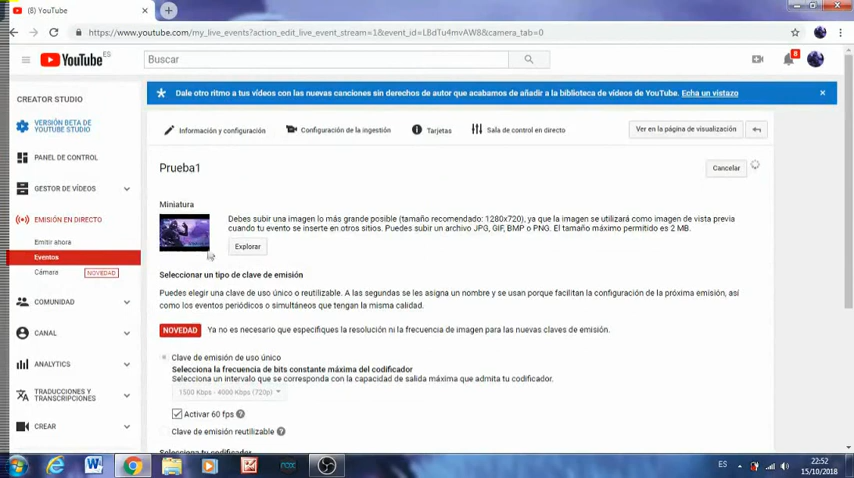 (8) YouTube
https://www.youtube.com/my_live_events?action_edit_live_event_stream=1&event_id=LBdTu4mvAW8&camera_tab=0
YouTube ES
Buscar
8
CREATOR STUDIO
VERSIÓN BETA DE
YOUTUBE STUDIO
PANEL DE CONTROL
GESTOR DE VÍDEOS
EMISIÓN EN DIRECTO
Emitir ahora
Eventos
Cámara NOVEDAD
COMUNIDAD
CANAL
ANALYTICS
TRADUCCIONES Y
TRANSCRIPCIONES
CREAR
Dale otro ritmo a tus vídeos con las nuevas canciones sin derechos de autor que acabamos de añadir a la biblioteca de vídeos de YouTube. Echa un vistazo
Información y configuración Configuración de la ingestión Tarjetas Sala de control en directo Ver en la página de visualización
Prueba1
Cancelar
Miniatura
Debes subir una imagen lo más grande posible (tamaño recomendado: 1280x720), ya que la imagen se utilizará como imagen de vista previa
cuando tu evento se inserte en otros sitios. Puedes subir un archivo JPG, GIF, BMP o PNG. El tamaño máximo permitido es 2 MB.
Explorar
Seleccionar un tipo de clave de emisión
Puedes elegir una clave de uso único o reutilizable. A las segundas se les asigna un nombre y se usan porque facilitan la configuración de la próxima emisión, así
como los eventos periódicos o simultáneos que tengan la misma calidad.
NOVEDAD Ya no es necesario que especifiques la resolución ni la frecuencia de imagen para las nuevas claves de emisión.
Clave de emisión de uso único
Selecciona la frecuencia de bits constante máxima del codificador
Selecciona un intervalo que se corresponda con la capacidad de salida máxima que admita tu codificador.
1500 Kbps - 4000 Kbps (720p)
Activar 60 fps
Clave de emisión reutilizable
Selecciona tu codificador
ES
22:52
15/10/2018